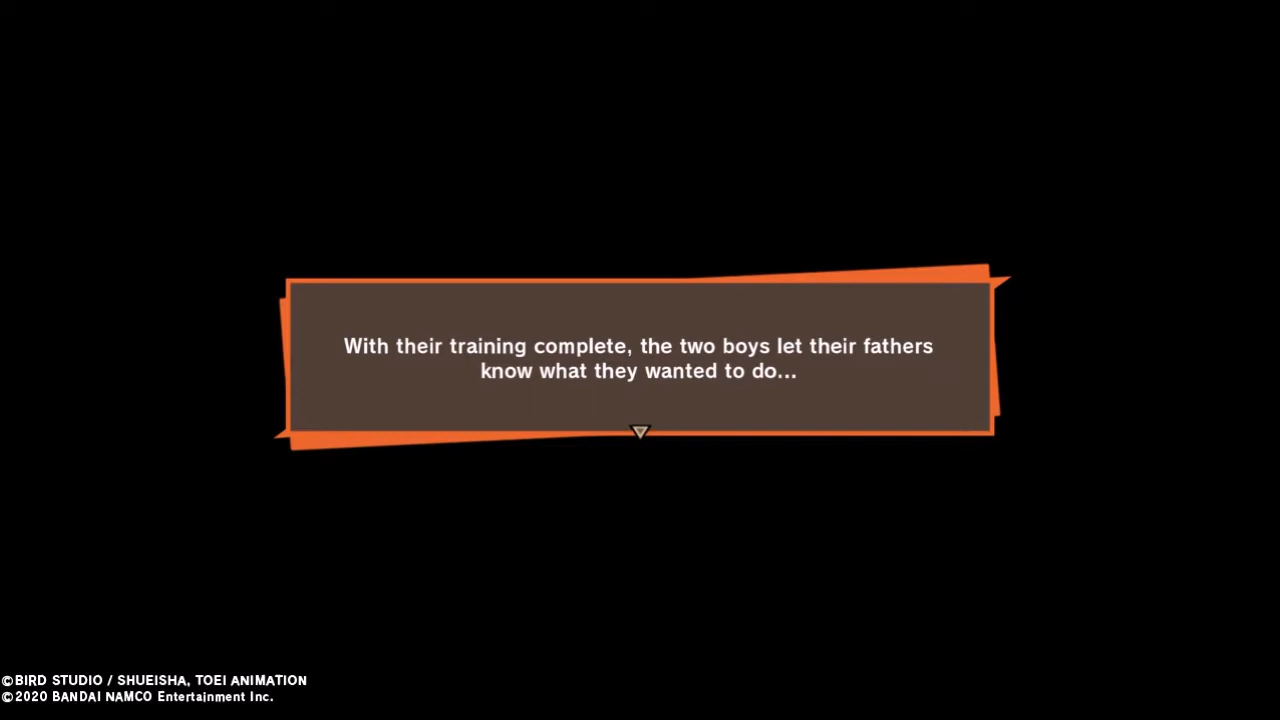 With their training complete, the two boys let their fathers
know what they wanted to do...
©BIRD STUDIO / SHUEISHA, TOEI ANIMATION
©2020 BANDAI NAMCO Entertainment Inc.